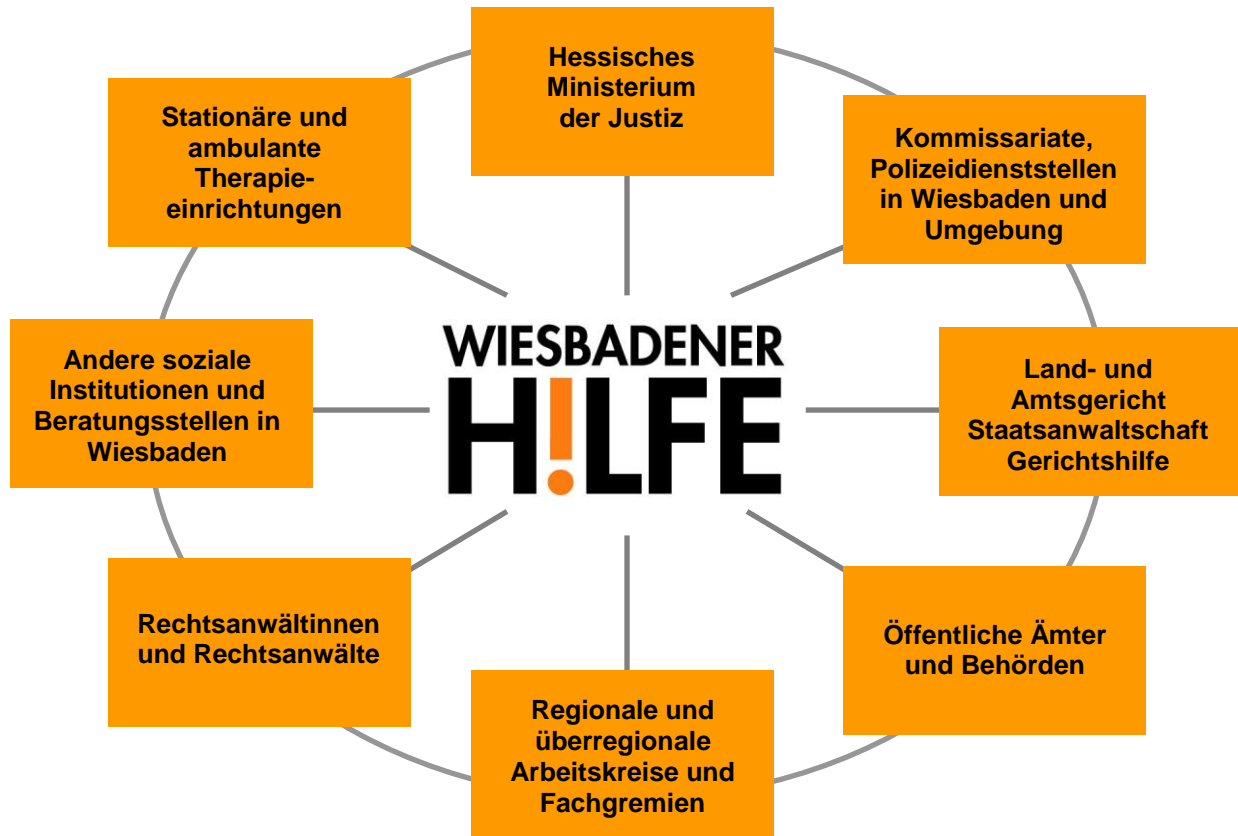 Hessisches
Ministerium
der Justiz
Kommissariate,
Polizeidienststellen
in Wiesbaden und
Umgebung
Land- und
Amtsgericht
Staatsanwaltschaft
Gerichtshilfe
Öffentliche Ämter
und Behörden
Regionale und
überregionale
Arbeitskreise und
Fachgremien
Rechtsanwältinnen
und Rechtsanwälte
Andere soziale
Institutionen und
Beratungsstellen in
Wiesbaden
Stationäre und
ambulante
Therapie-
einrichtungen
WIESBADENER
H!LFE